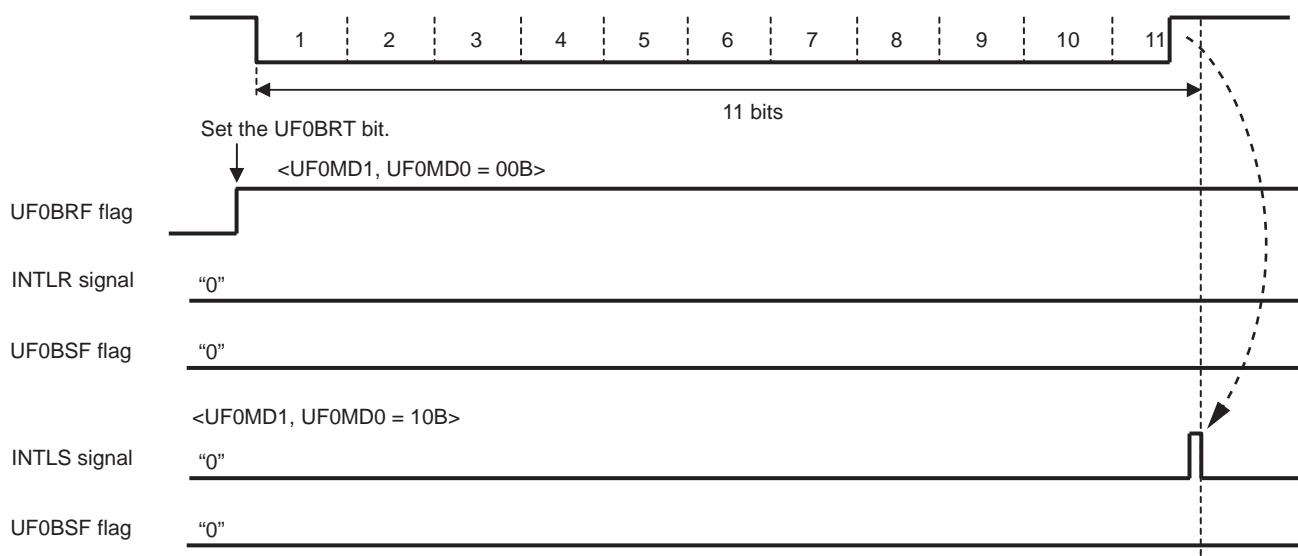 1 2 3 4 5 6 7 8 9 10 11
11 bits
Set the UF0BRT bit.
<UF0MD1, UF0MD0 = 00B>
UF0BRF flag
INTLR signal “0”
UF0BSF flag “0”
<UF0MD1, UF0MD0 = 10B>
INTLS signal “0”
UF0BSF flag “0”